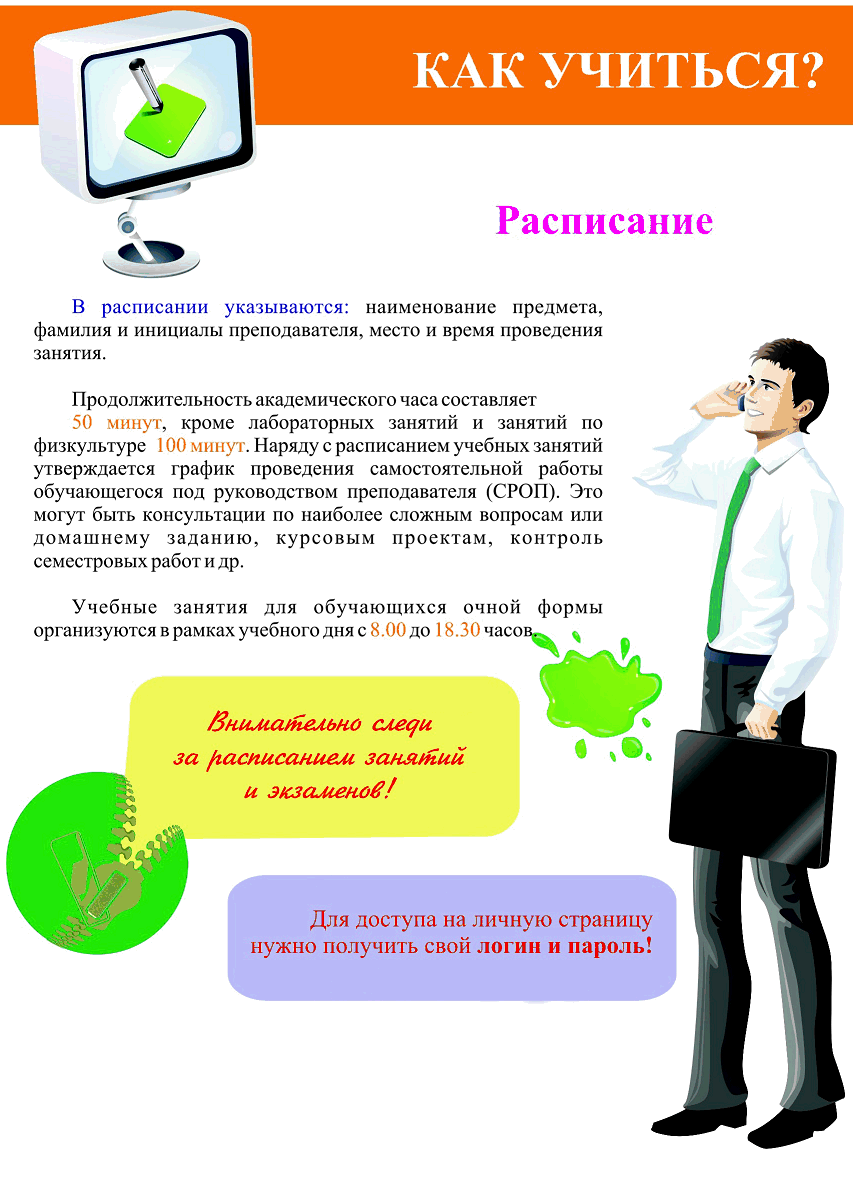 КАК УЧИТЬСЯ?
Расписание
В расписании указываются: наименование предмета,
фамилия и инициалы преподавателя, место и время проведения
занятия.
Продолжительность академического часа составляет
50 минут, кроме лабораторных занятий и занятий по
физкультуре 100 минут. Наряду с расписанием учебных занятий
утверждается график проведения самостоятельной работы
обучающегося под руководством преподавателя (СРОП). Это
могут быть консультации по наиболее сложным вопросам или
домашнему заданию, курсовым проектам, контроль
семестровых работ и др.
Учебные занятия для обучающихся очной формы
организуются в рамках учебного дня с 8.00 до 18.30 часов.
Внимательно следи
за расписанием занятий
и экзаменов!
Для доступа на личную страницу
нужно получить свой логин и пароль!